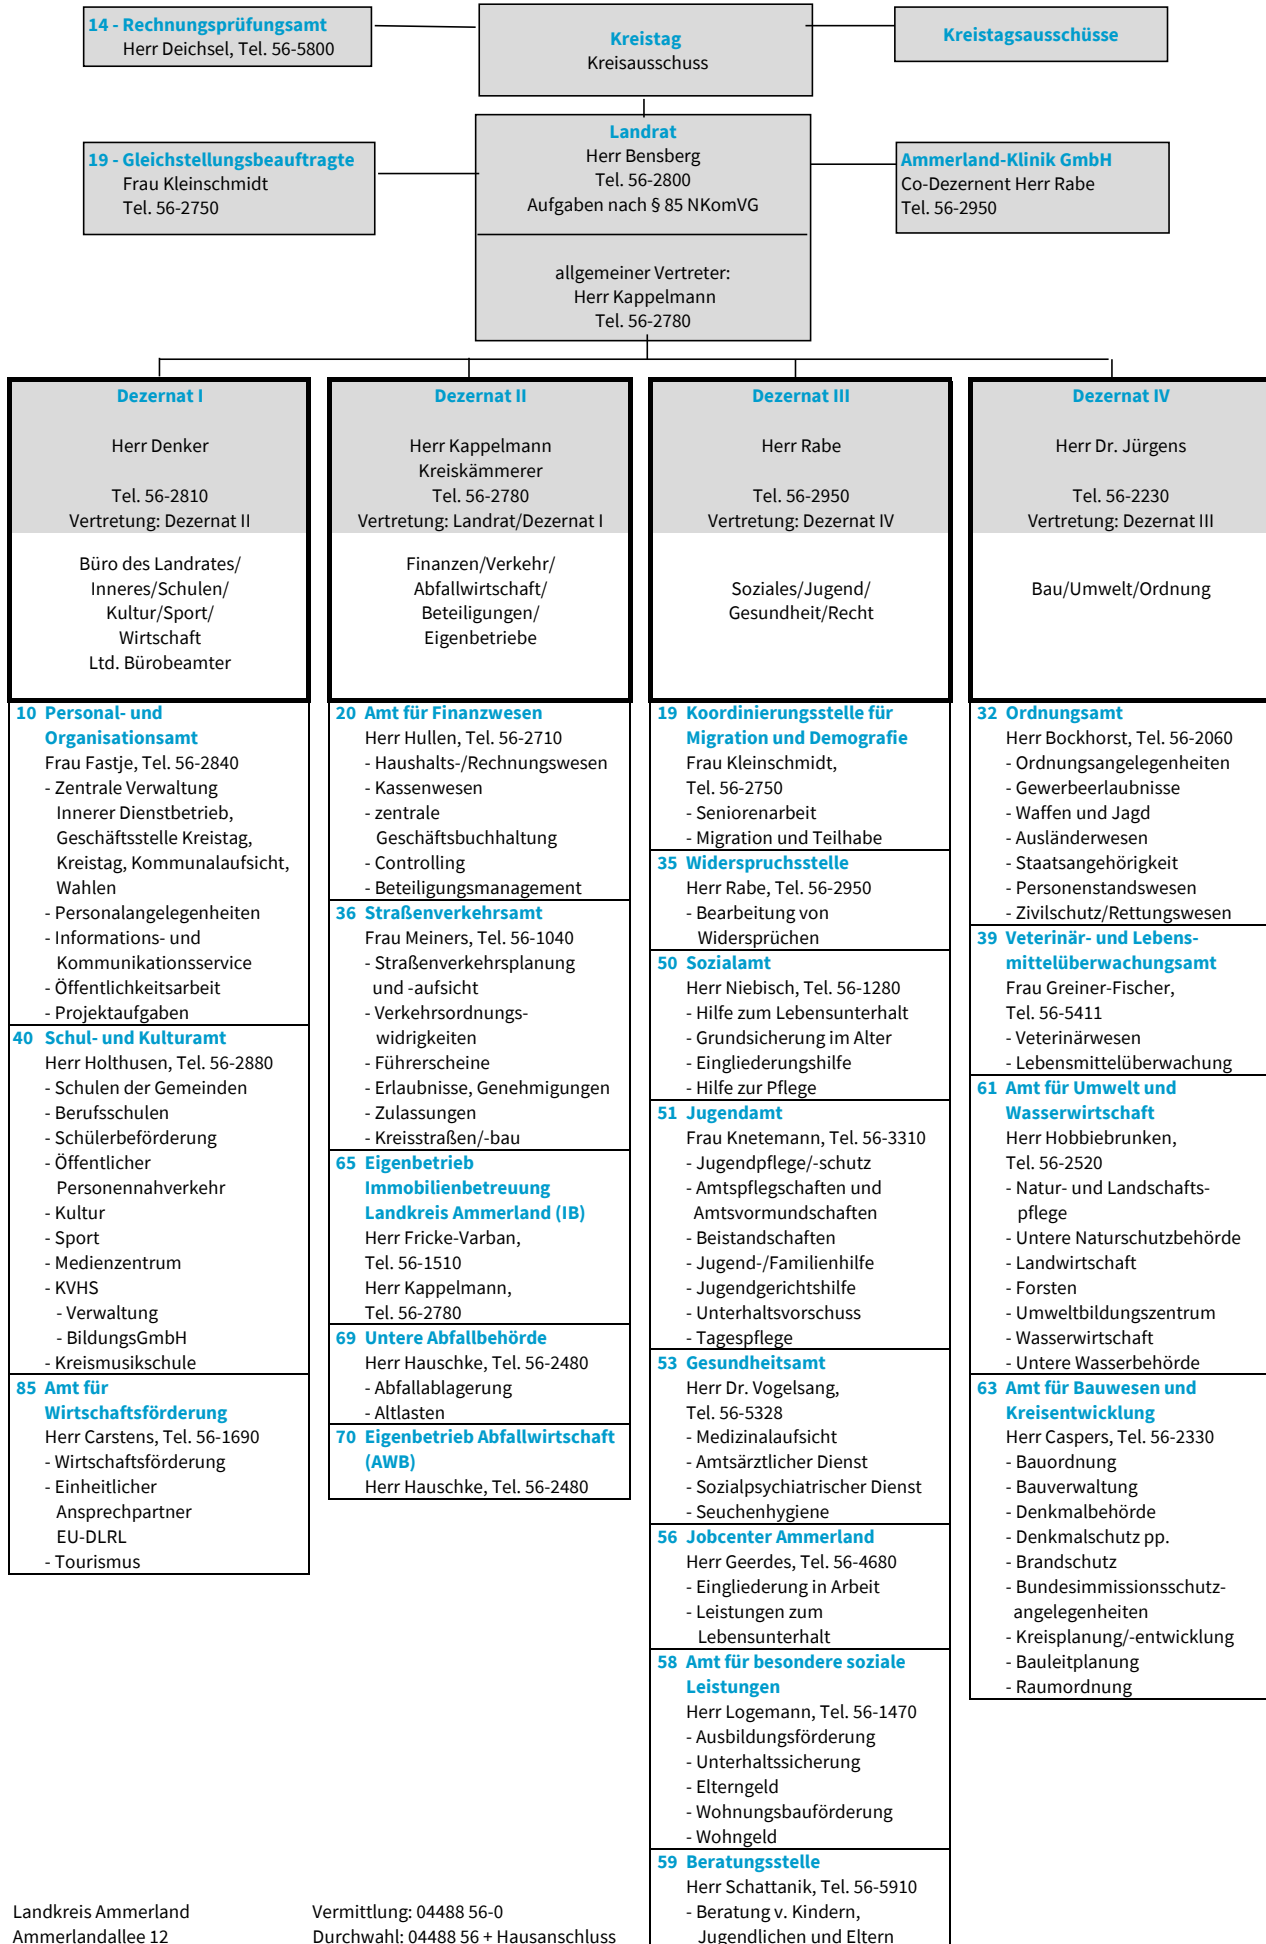 14 - Rechnungsprüfungsamt
Herr Deichsel, Tel. 56-5800
Kreistag
Kreisausschuss
Kreistagsausschüsse
19 - Gleichstellungsbeauftragte
Frau Kleinschmidt
Tel. 56-2750
Landrat
Herr Bensberg
Tel. 56-2800
Aufgaben nach § 85 NKomVG
allgemeiner Vertreter:
Herr Kappelmann
Tel. 56-2780
Ammerland-Klinik GmbH
Co-Dezernent Herr Rabe
Tel. 56-2950
Dezernat I
Herr Denker
Tel. 56-2810
Vertretung: Dezernat II
Büro des Landrates/
Inneres/Schulen/
Kultur/Sport/
Wirtschaft
Ltd. Bürobeamter
10 Personal- und
Organisationsamt
Frau Fastje, Tel. 56-2840
- Zentrale Verwaltung
Innerer Dienstbetrieb,
Geschäftsstelle Kreistag,
Kreistag, Kommunalaufsicht,
Wahlen
- Personalangelegenheiten
- Informations- und
Kommunikationsservice
- Öffentlichkeitsarbeit
- Projektaufgaben
40 Schul- und Kulturamt
Herr Holthusen, Tel. 56-2880
- Schulen der Gemeinden
- Berufsschulen
- Schülerbeförderung
- Öffentlicher
Personennahverkehr
- Kultur
- Sport
- Medienzentrum
- KVHS
- Verwaltung
- BildungsGmbH
- Kreismusikschule
85 Amt für
Wirtschaftsförderung
Herr Carstens, Tel. 56-1690
- Wirtschaftsförderung
- Einheitlicher
Ansprechpartner
EU-DLRL
- Tourismus
Dezernat II
Herr Kappelmann
Kreiskämmerer
Tel. 56-2780
Vertretung: Landrat/Dezernat I
Finanzen/Verkehr/
Abfallwirtschaft/
Beteiligungen/
Eigenbetriebe
20 Amt für Finanzwesen
Herr Hullen, Tel. 56-2710
- Haushalts-/Rechnungswesen
- Kassenwesen
- zentrale
Geschäftsbuchhaltung
- Controlling
- Beteiligungsmanagement
36 Straßenverkehrsamt
Frau Meiners, Tel. 56-1040
- Straßenverkehrsplanung
und -aufsicht
- Verkehrsordnungs-
widrigkeiten
- Führerscheine
- Erlaubnisse, Genehmigungen
- Zulassungen
- Kreisstraßen/-bau
65 Eigenbetrieb
Immobilienbetreuung
Landkreis Ammerland (IB)
Herr Fricke-Varban,
Tel. 56-1510
Herr Kappelmann,
Tel. 56-2780
69 Untere Abfallbehörde
Herr Hauschke, Tel. 56-2480
- Abfallablagerung
- Altlasten
70 Eigenbetrieb Abfallwirtschaft
(AWB)
Herr Hauschke, Tel. 56-2480
Dezernat III
Herr Rabe
Tel. 56-2950
Vertretung: Dezernat IV
Soziales/Jugend/
Gesundheit/Recht
19 Koordinierungsstelle für
Migration und Demografie
Frau Kleinschmidt,
Tel. 56-2750
- Seniorenarbeit
- Migration und Teilhabe
35 Widerspruchsstelle
Herr Rabe, Tel. 56-2950
- Bearbeitung von
Widersprüchen
50 Sozialamt
Herr Niebisch, Tel. 56-1280
- Hilfe zum Lebensunterhalt
- Grundsicherung im Alter
- Eingliederungshilfe
- Hilfe zur Pflege
51 Jugendamt
Frau Knetemann, Tel. 56-3310
- Jugendpflege/-schutz
- Amtspflegschaften und
Amtsvormundschaften
- Beistandschaften
- Jugend-/Familienhilfe
- Jugendgerichtshilfe
- Unterhaltsvorschuss
- Tagespflege
53 Gesundheitsamt
Herr Dr. Vogelsang,
Tel. 56-5328
- Medizinalaufsicht
- Amtsärztlicher Dienst
- Sozialpsychiatrischer Dienst
- Seuchenhygiene
56 Jobcenter Ammerland
Herr Geerdes, Tel. 56-4680
- Eingliederung in Arbeit
- Leistungen zum
Lebensunterhalt
58 Amt für besondere soziale
Leistungen
Herr Logemann, Tel. 56-1470
- Ausbildungsförderung
- Unterhaltssicherung
- Elterngeld
- Wohnungsbauförderung
- Wohngeld
59 Beratungsstelle
Herr Schattanik, Tel. 56-5910
- Beratung v. Kindern,
Jugendlichen und Eltern
Dezernat IV
Herr Dr. Jürgens
Tel. 56-2230
Vertretung: Dezernat III
Bau/Umwelt/Ordnung
32 Ordnungsamt
Herr Bockhorst, Tel. 56-2060
- Ordnungsangelegenheiten
- Gewerbeerlaubnisse
- Waffen und Jagd
- Ausländerwesen
- Staatsangehörigkeit
- Personenstandswesen
- Zivilschutz/Rettungswesen
39 Veterinär- und Lebens-
mittelüberwachungsamt
Frau Greiner-Fischer,
Tel. 56-5411
- Veterinärwesen
- Lebensmittelüberwachung
61 Amt für Umwelt und
Wasserwirtschaft
Herr Hobbiebrunken,
Tel. 56-2520
- Natur- und Landschafts-
pflege
- Untere Naturschutzbehörde
- Landwirtschaft
- Forsten
- Umweltbildungszentrum
- Wasserwirtschaft
- Untere Wasserbehörde
63 Amt für Bauwesen und
Kreisentwicklung
Herr Caspers, Tel. 56-2330
- Bauordnung
- Bauverwaltung
- Denkmalbehörde
- Denkmalschutz pp.
- Brandschutz
- Bundesimmissionsschutz-
angelegenheiten
- Kreisplanung/-entwicklung
- Bauleitplanung
- Raumordnung
Landkreis Ammerland
Ammerlandallee 12
Vermittlung: 04488 56-0
Durchwahl: 04488 56 + Hausanschluss